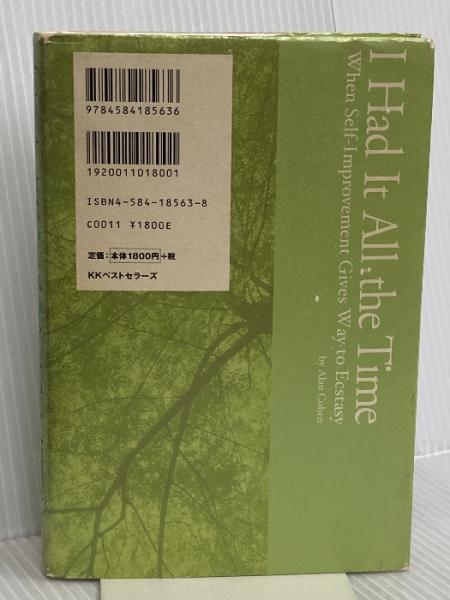 9784584185636
1920011018001
ISBN4-584-18563-8
C0011 ¥1800E
定価：本体1800円+税
KKベストセラーズ
I Had It All the Time
When Self-Improvement Gives Way to Ecstasy
by Alan Cohen